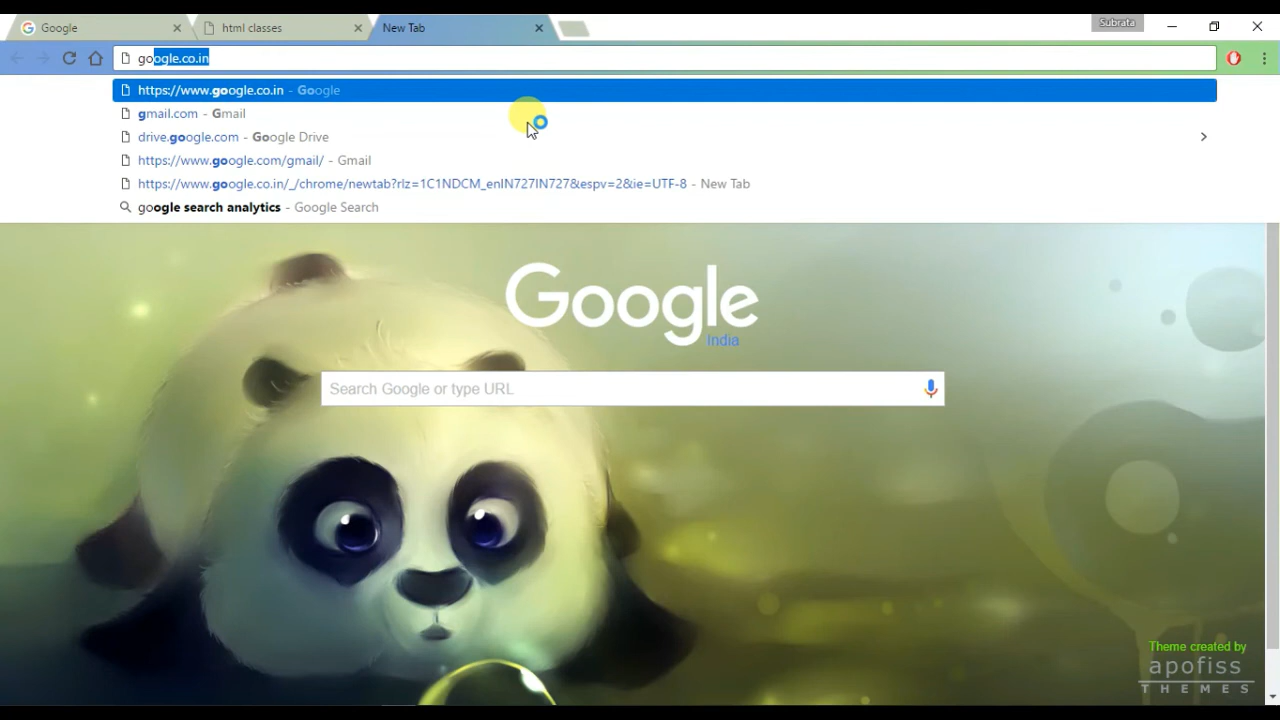 Google
html classes
New Tab
Subrata
google.co.in
https://www.google.co.in - Google
gmail.com - Gmail
drive.google.com - Google Drive
https://www.google.com/gmail/ - Gmail
https://www.google.co.in/_/chrome/newtab?rlz=1C1NDCM_enIN727IN727&espv=2&ie=UTF-8 - New Tab
google search analytics - Google Search
Google
India
Search Google or type URL
Theme created by
apofiss
THEMES